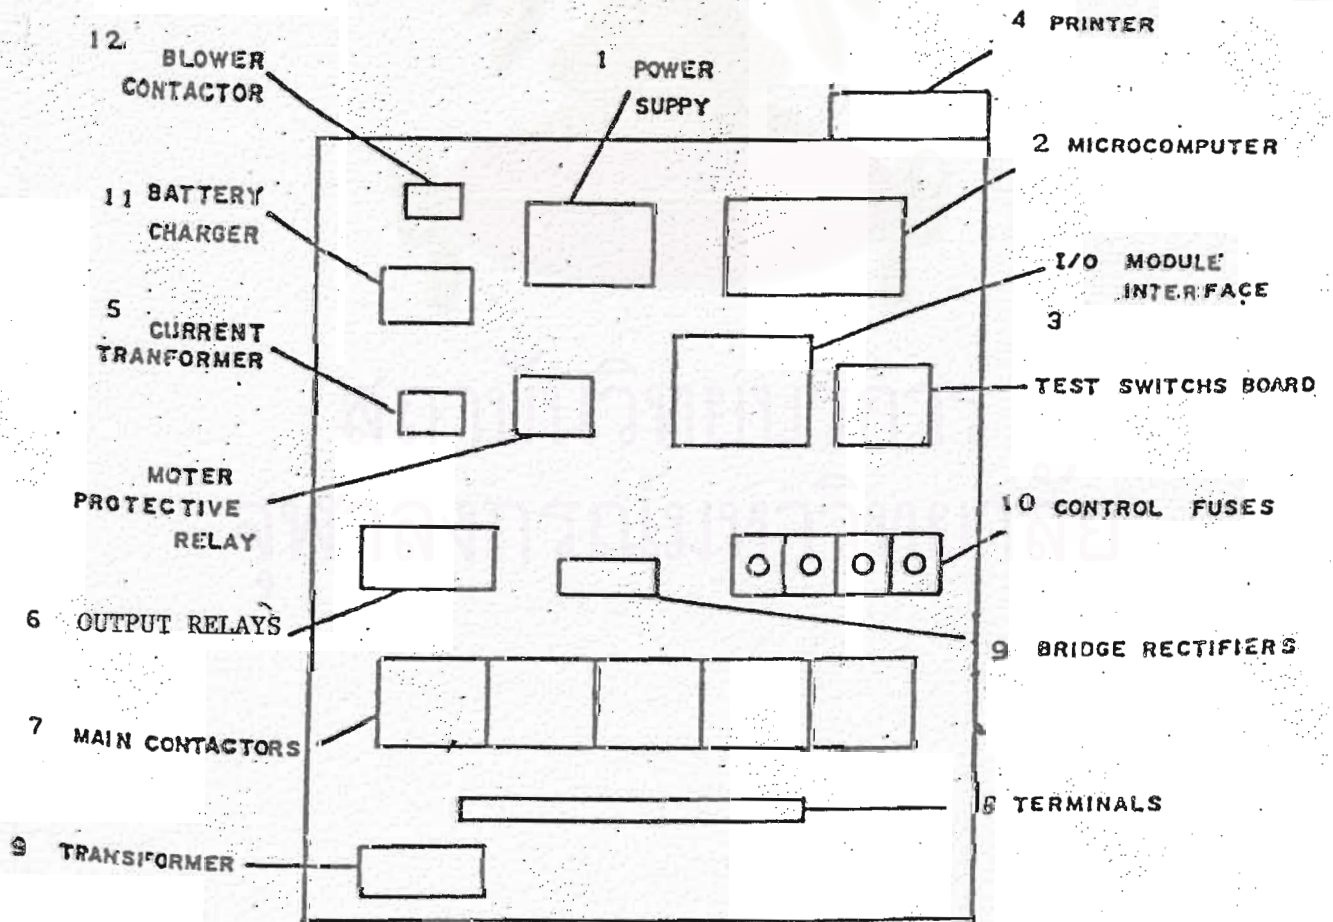 4 PRINTER
12.
BLOWER
CONTACTOR
1 POWER
SUPPY
2 MICROCOMPUTER
11 BATTERY
CHARGER
I/O MODULE
INTERFACE
3
5
CURRENT
TRANFORMER
TEST SWITCHS BOARD
MOTER
PROTECTIVE
RELAY
10 CONTROL FUSES
6 OUTPUT RELAYS
9 BRIDGE RECTIFIERS
7 MAIN CONTACTORS
8 TERMINALS
9 TRANSFORMER